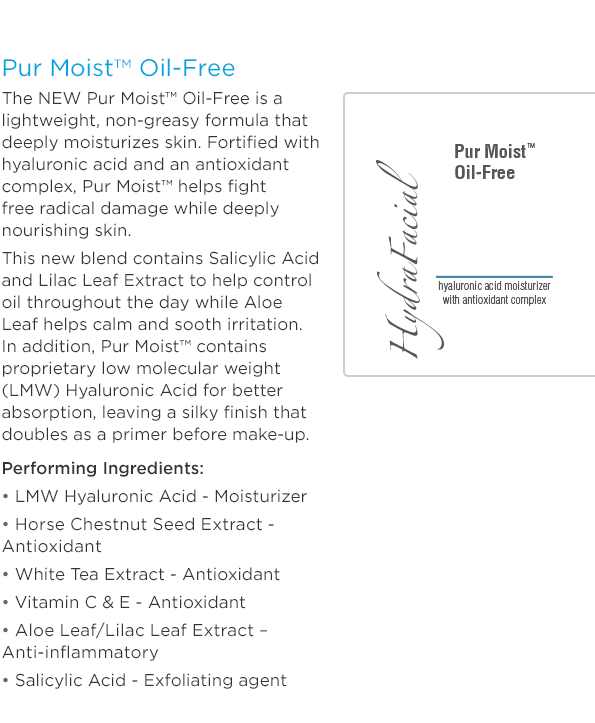 Pur Moist™ Oil-Free
The NEW Pur Moist™ Oil-Free is a
lightweight, non-greasy formula that
deeply moisturizes skin. Fortified with
hyaluronic acid and an antioxidant
complex, Pur Moist™ helps fight
free radical damage while deeply
nourishing skin.
This new blend contains Salicylic Acid
and Lilac Leaf Extract to help control
oil throughout the day while Aloe
Leaf helps calm and sooth irritation.
In addition, Pur Moist™ contains
proprietary low molecular weight
(LMW) Hyaluronic Acid for better
absorption, leaving a silky finish that
doubles as a primer before make-up.
Performing Ingredients:
• LMW Hyaluronic Acid - Moisturizer
• Horse Chestnut Seed Extract -
Antioxidant
• White Tea Extract - Antioxidant
• Vitamin C & E - Antioxidant
• Aloe Leaf/Lilac Leaf Extract –
Anti-inflammatory
• Salicylic Acid - Exfoliating agent
HydraFacial
Pur Moist™
Oil-Free
hyaluronic acid moisturizer
with antioxidant complex